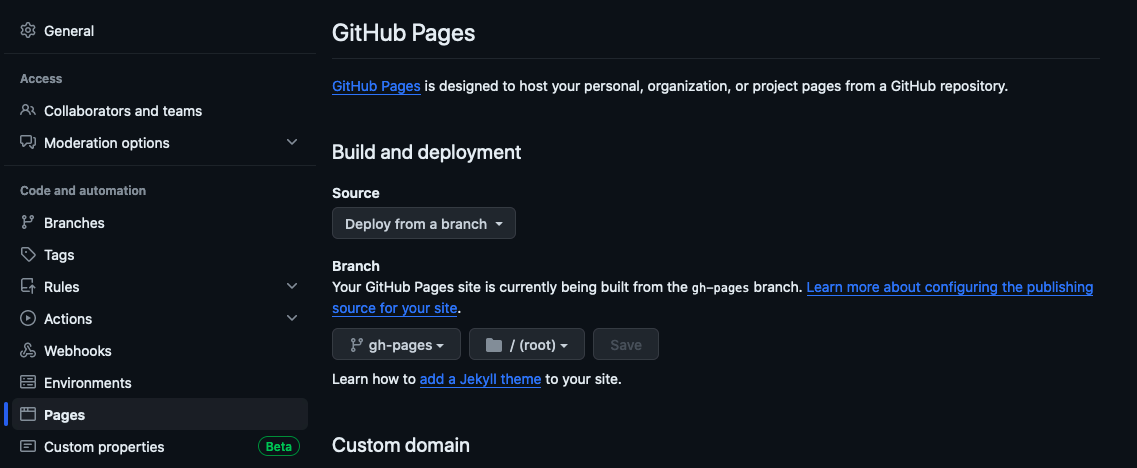 General
Access
Collaborators and teams
Moderation options
Code and automation
Branches
Tags
Rules
Actions
Webhooks
Environments
Pages
Custom properties Beta
GitHub Pages
GitHub Pages is designed to host your personal, organization, or project pages from a GitHub repository.
Build and deployment
Source
Deploy from a branch
Branch
Your GitHub Pages site is currently being built from the gh-pages branch. Learn more about configuring the publishing
source for your site.
gh-pages / (root) Save
Learn how to add a Jekyll theme to your site.
Custom domain